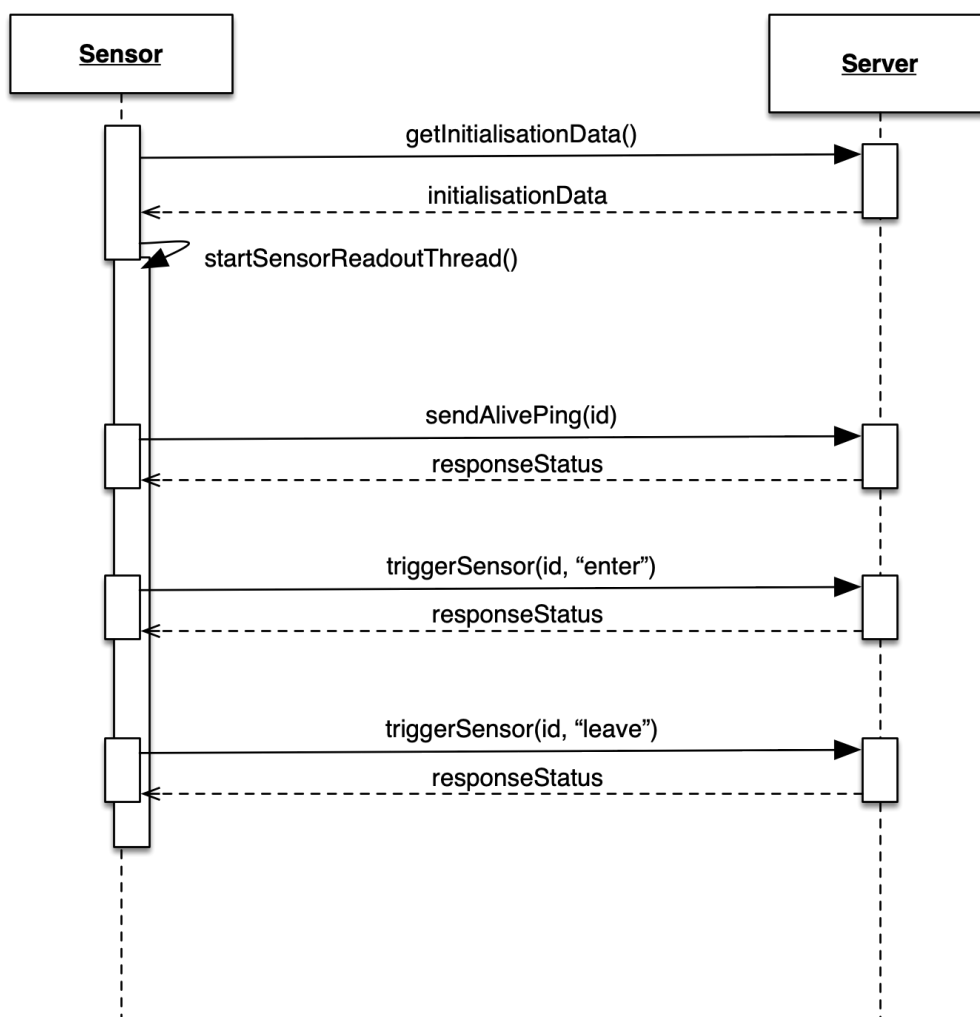 Sensor
Server
getInitialisationData()
initialisationData
startSensorReadoutThread()
sendAlivePing(id)
responseStatus
triggerSensor(id, “enter”)
responseStatus
triggerSensor(id, “leave”)
responseStatus